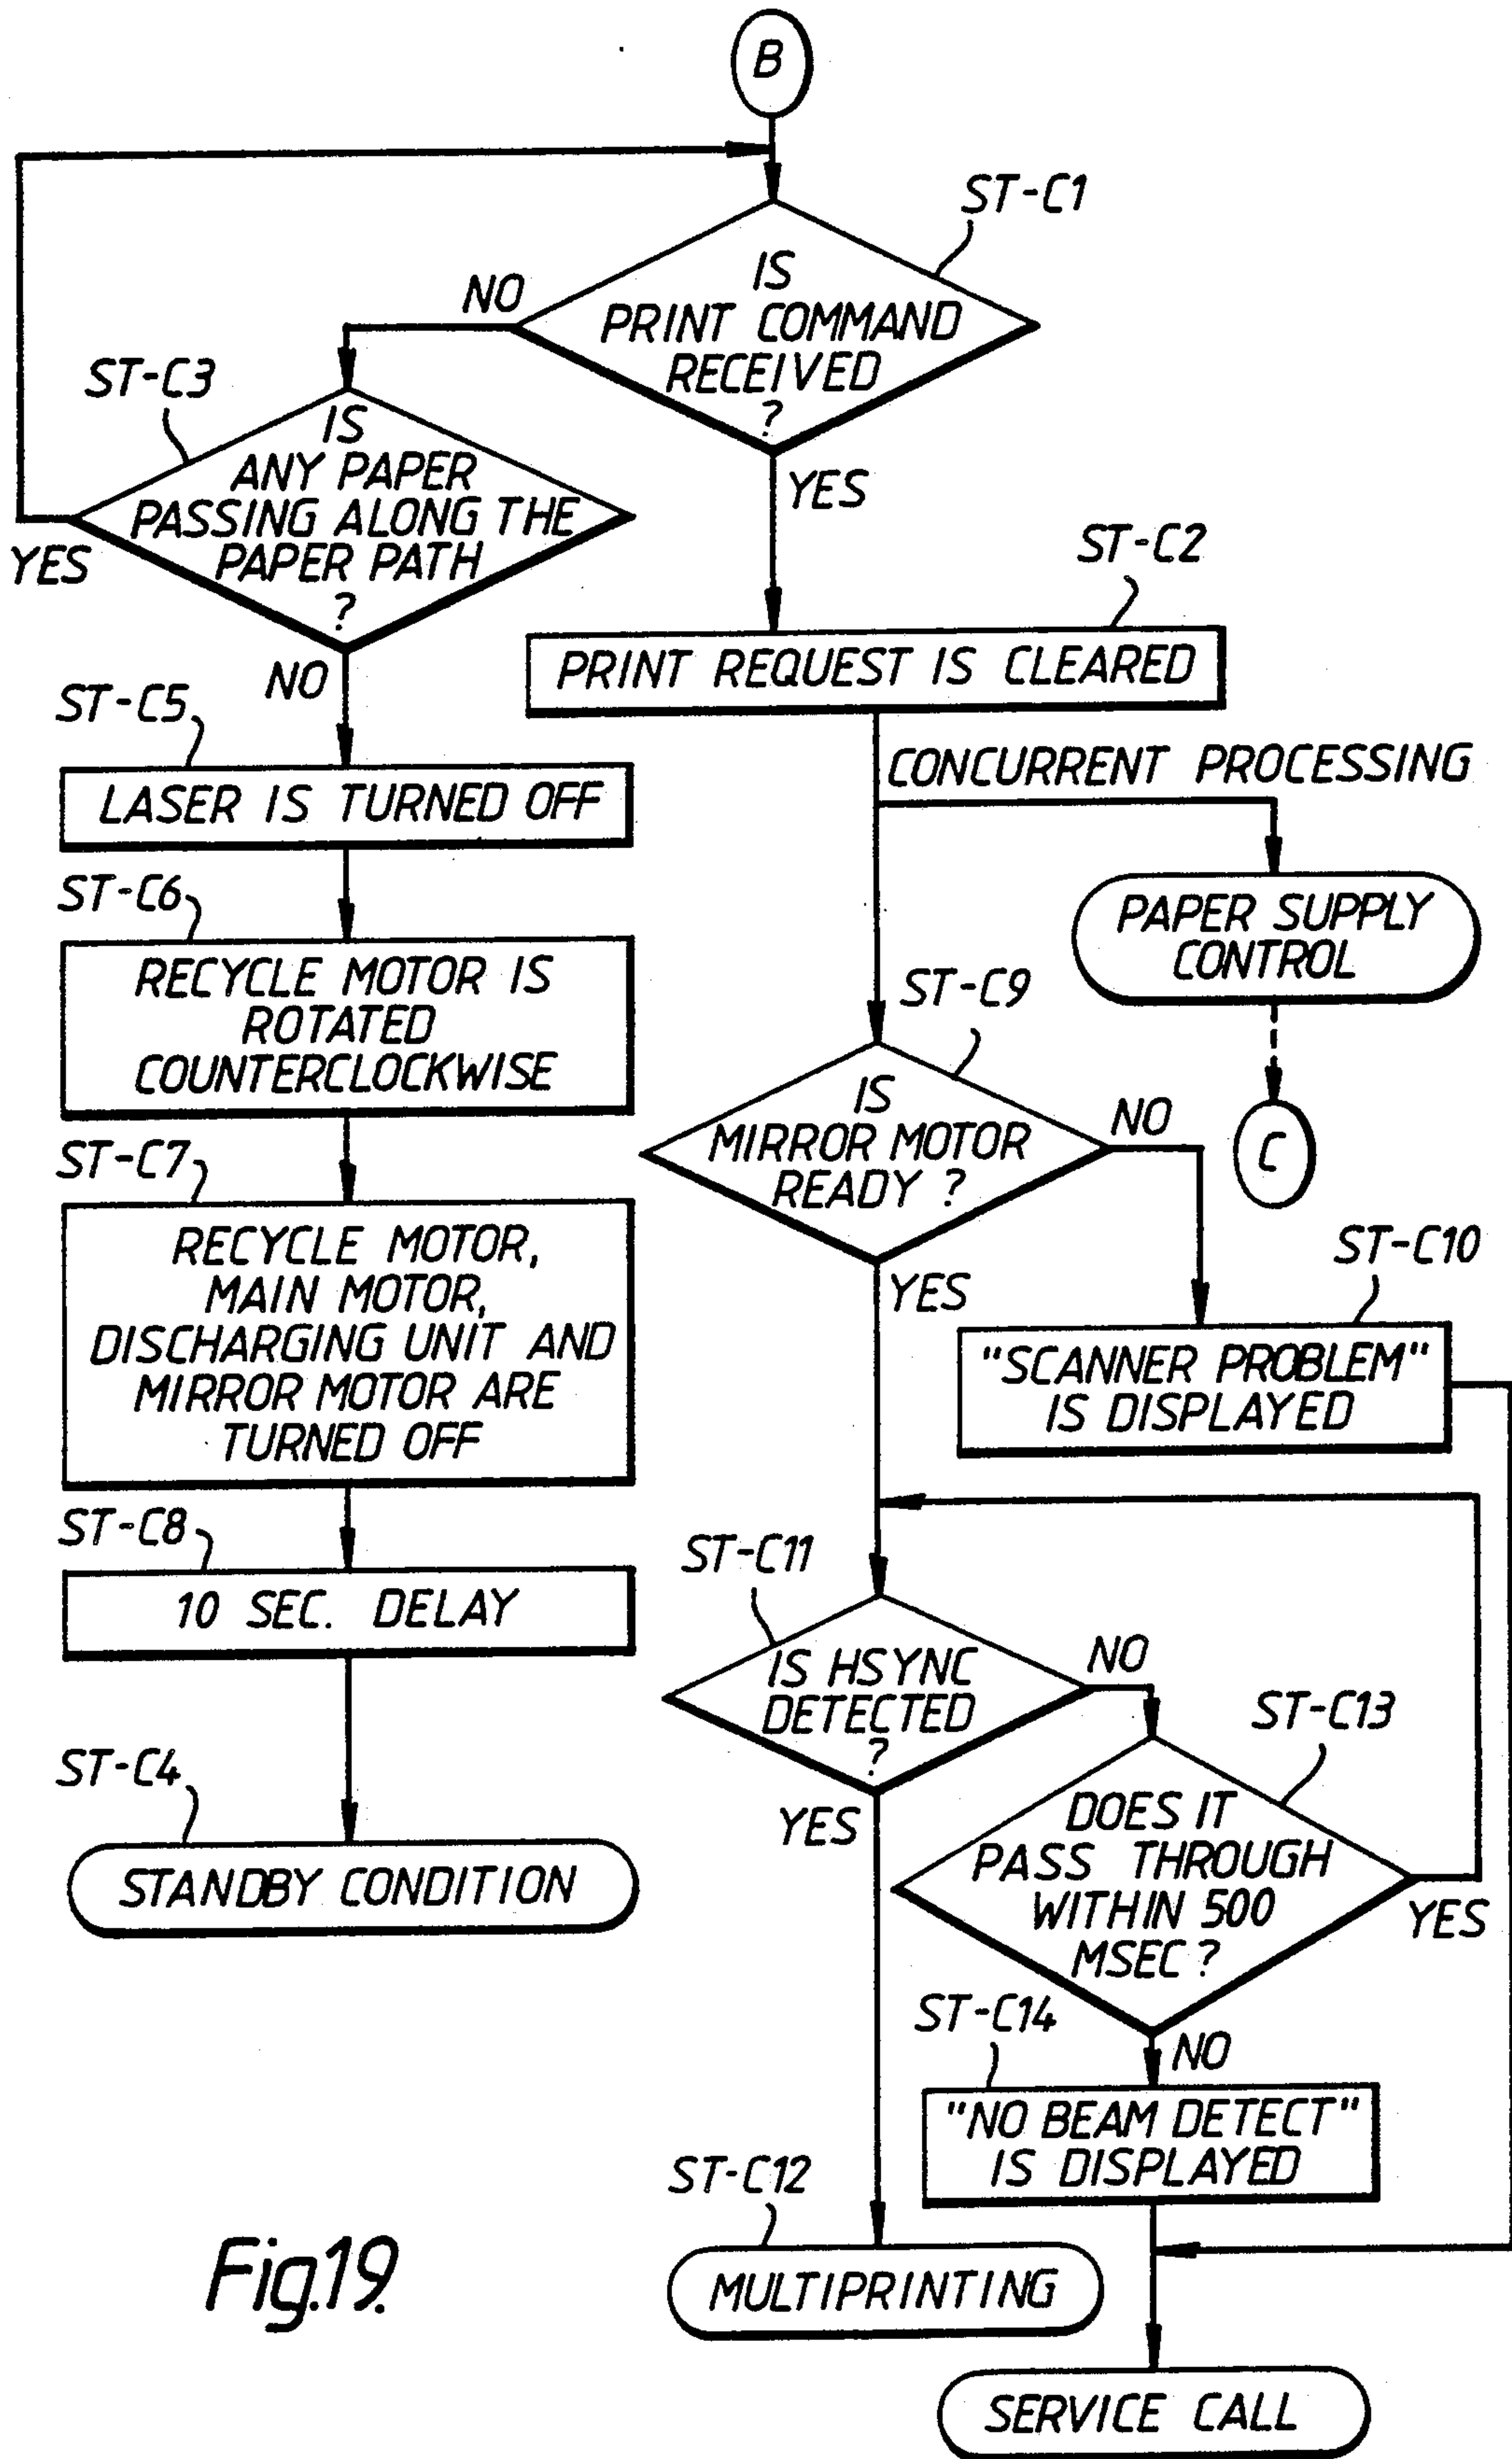 B
ST-C1
IS
PRINT COMMAND
RECEIVED
?
NO
YES
ST-C3
IS
ANY PAPER
PASSING ALONG THE
PAPER PATH
?
YES
NO
ST-C2
PRINT REQUEST IS CLEARED
CONCURRENT PROCESSING
PAPER SUPPLY
CONTROL
C
ST-C5
LASER IS TURNED OFF
ST-C6
RECYCLE MOTOR IS
ROTATED
COUNTERCLOCKWISE
ST-C7
RECYCLE MOTOR,
MAIN MOTOR,
DISCHARGING UNIT AND
MIRROR MOTOR ARE
TURNED OFF
ST-C8
10 SEC. DELAY
ST-C4
STANDBY CONDITION
ST-C9
IS
MIRROR MOTOR
READY ?
NO
YES
ST-C10
"SCANNER PROBLEM"
IS DISPLAYED
ST-C11
IS HSYNC
DETECTED
?
NO
YES
ST-C13
DOES IT
PASS THROUGH
WITHIN 500
MSEC ?
YES
NO
ST-C14
"NO BEAM DETECT"
IS DISPLAYED
ST-C12
MULTIPRINTING
SERVICE CALL
Fig.19.